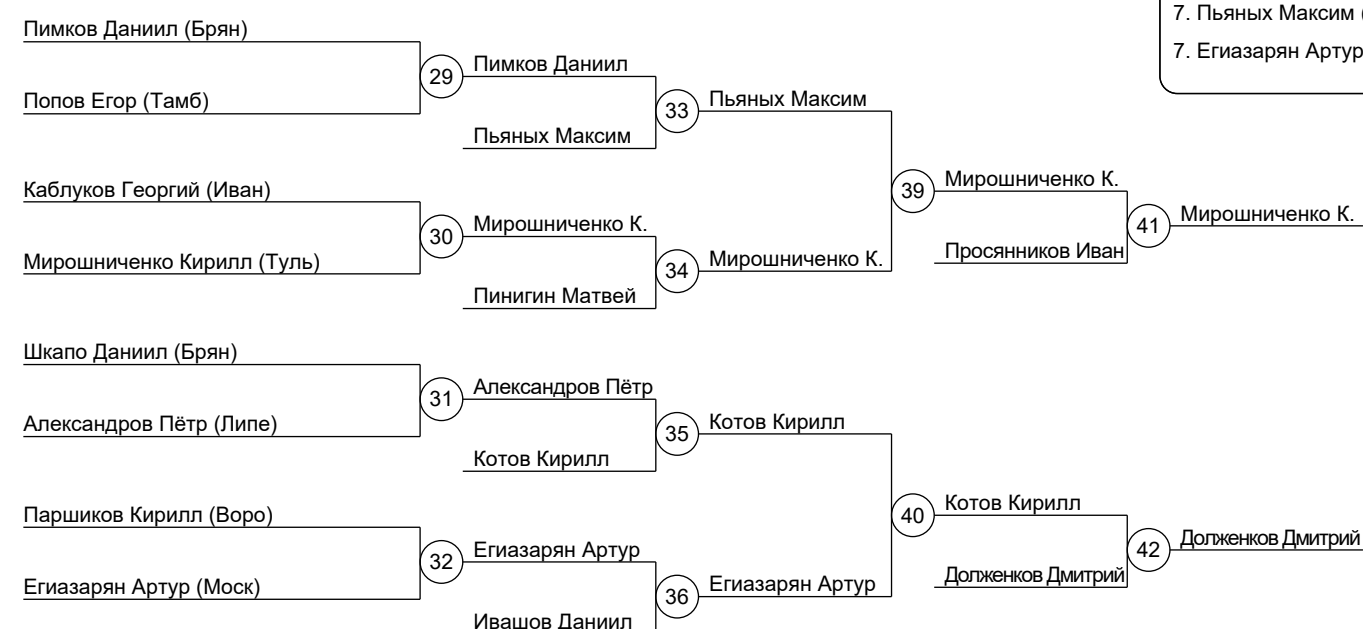 7. Пьяных Максим (
7. Егиазарян Артур
Пимков Даниил (Брян)
29
Пимков Даниил
Попов Егор (Тамб)
33
Пьяных Максим
Пьяных Максим
Каблуков Георгий (Иван)
39
Мирошниченко К.
30
Мирошниченко К.
41
Мирошниченко К.
Мирошниченко Кирилл (Туль)
34
Мирошниченко К.
Просянников Иван
Пинигин Матвей
Шкапо Даниил (Брян)
31
Александров Пётр
Александров Пётр (Липе)
35
Котов Кирилл
Котов Кирилл
Паршиков Кирилл (Воро)
40
Котов Кирилл
32
Егиазарян Артур
42
Долженков Дмитрий
Егиазарян Артур (Моск)
36
Егиазарян Артур
Долженков Дмитрий
Ивашов Даниил